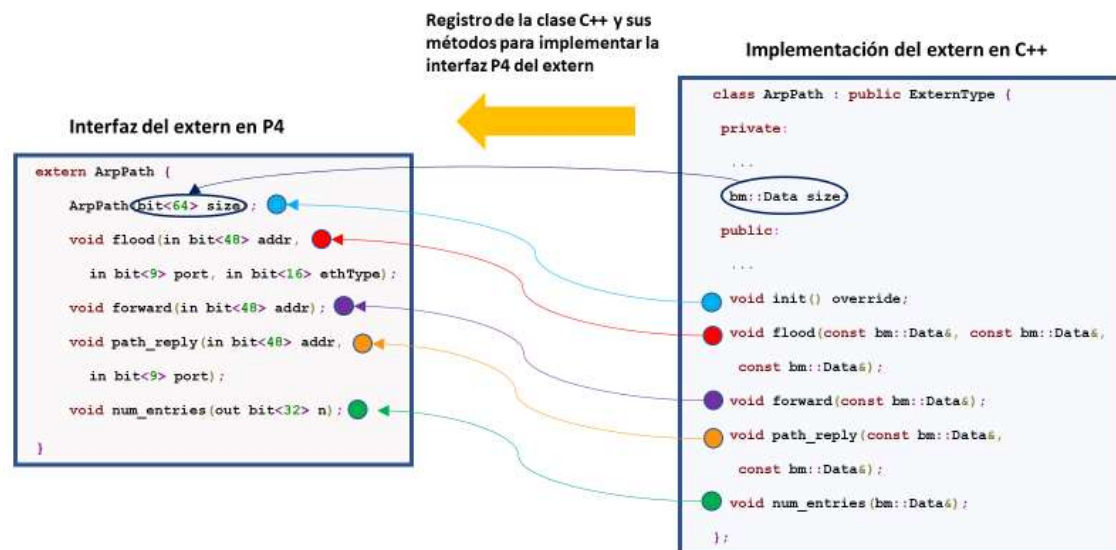 Registro de la clase C++ y sus
métodos para implementar la
interfaz P4 del extern
Interfaz del extern en P4
extern ArpPath {
ArpPath(bit<64> size);
void flood(in bit<48> addr,
in bit<9> port, in bit<16> ethType);
void forward(in bit<48> addr);
void path_reply(in bit<48> addr,
in bit<9> port);
void num_entries(out bit<32> n);
}
Implementación del extern en C++
class ArpPath : public ExternType {
private:
...
bm::Data size;
public:
...
void init() override;
void flood(const bm::Data&, const bm::Data&,
const bm::Data&);
void forward(const bm::Data&);
void path_reply(const bm::Data&,
const bm::Data&);
void num_entries(bm::Data&);
};